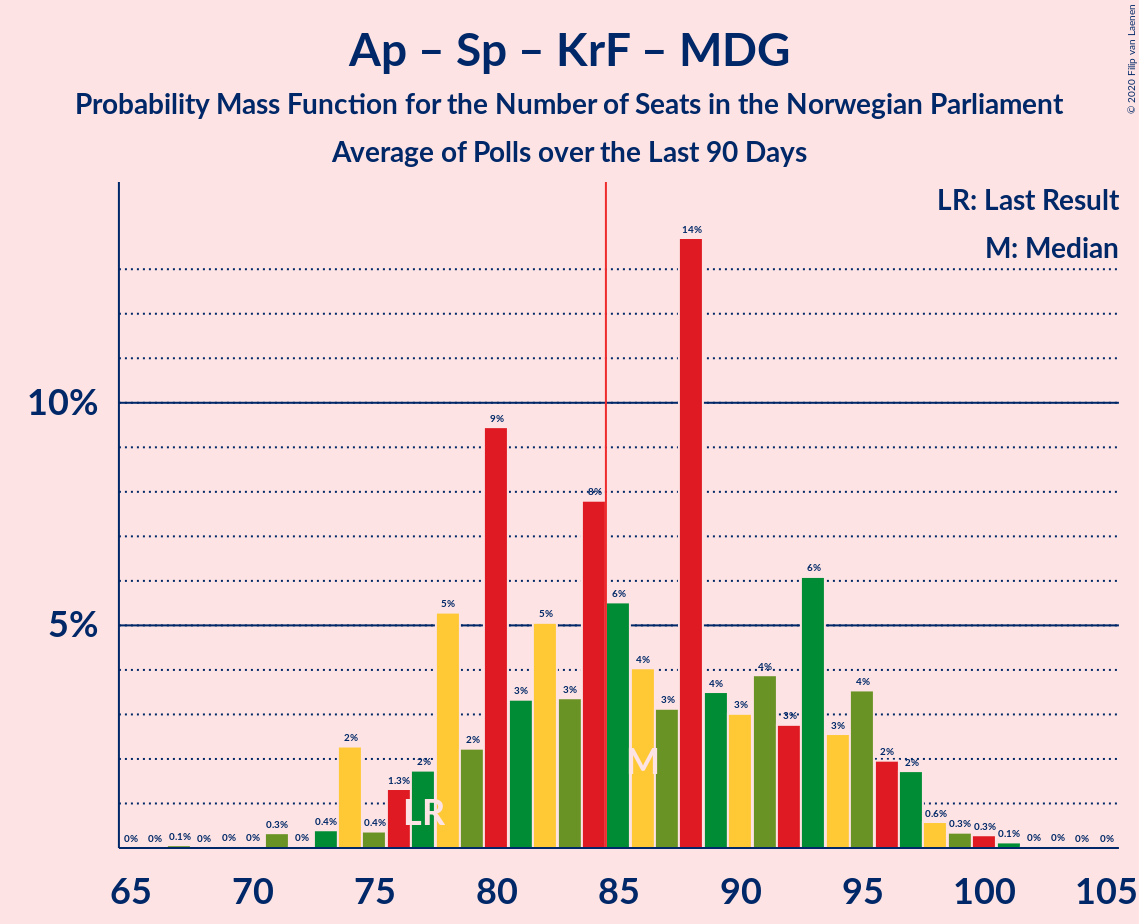 © 2020 Filip van Laenen
Ap – Sp – KrF – MDG
Probability Mass Function for the Number of Seats in the Norwegian Parliament
Average of Polls over the Last 90 Days
LR: Last Result
M: Median
10%
5%
0% 0% 0.1% 0% 0% 0% 0.3% 0% 0.4% 2% 0.4% 1.3% 2% 5% 2% 9% 3% 5% 3% 8% 6% 4% 3% 14% 4% 3% 4% 3% 6% 3% 4% 2% 2% 0.6% 0.3% 0.3% 0.1% 0% 0% 0% 0%
LR
M
65 70 75 80 85 90 95 100 105